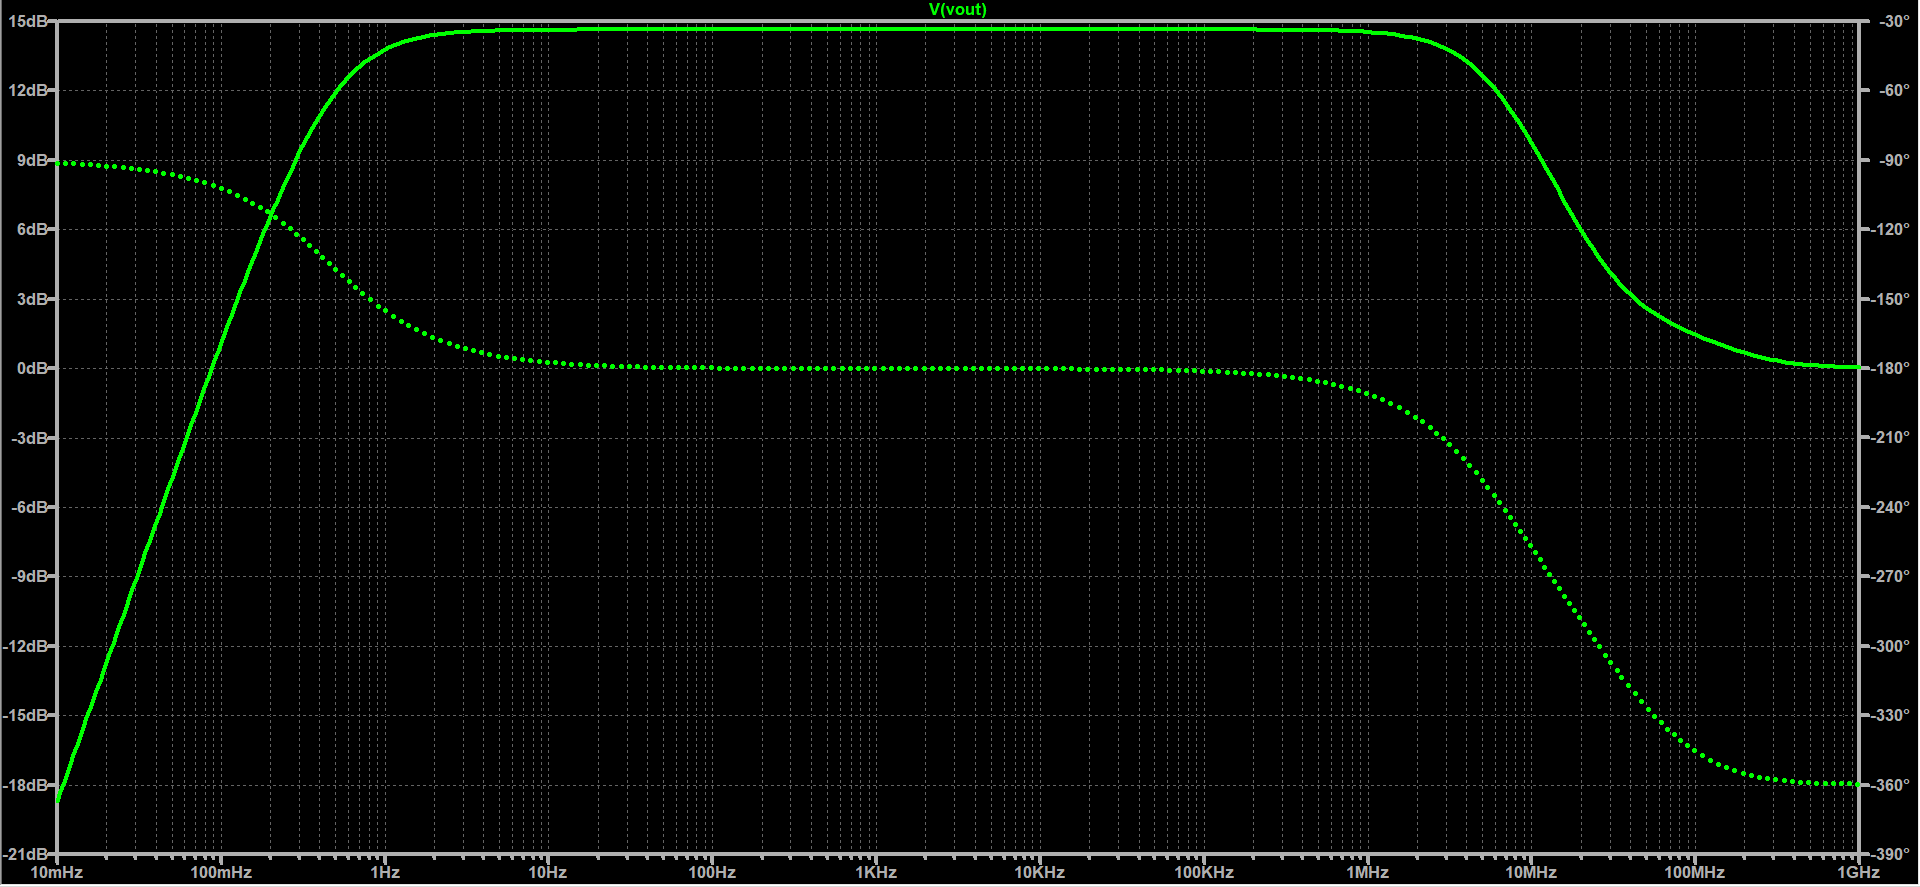 V(vout)
15dB -30°
12dB -60°
9dB -90°
6dB -120°
3dB -150°
0dB -180°
-3dB -210°
-6dB -240°
-9dB -270°
-12dB -300°
-15dB -330°
-18dB -360°
-21dB -390°
10mHz 100mHz 1Hz 10Hz 100Hz 1KHz 10KHz 100KHz 1MHz 10MHz 100MHz 1GHz